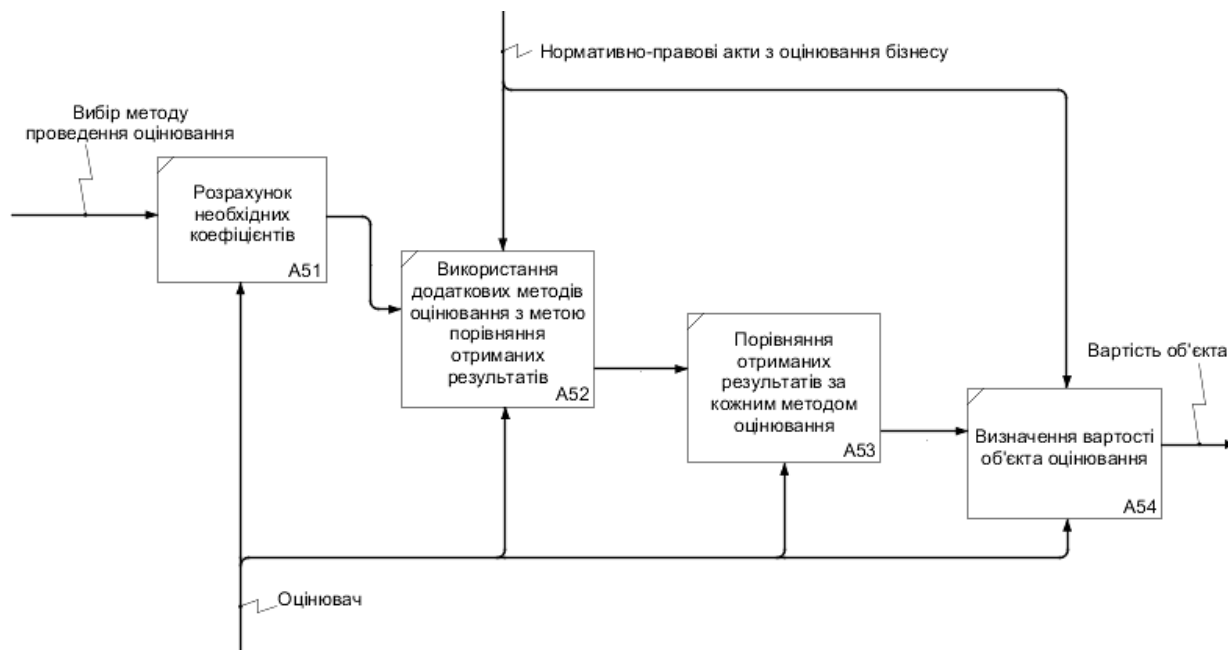 Нормативно-правові акти з оцінювання бізнесу
Вибір методу
проведення оцінювання
Розрахунок
необхідних
коефіцієнтів
A51
Використання
додаткових методів
оцінювання з метою
порівняння
отриманих
результатів
A52
Порівняння
отриманих
результатів за
кожним методом
оцінювання
A53
Вартість об'єкта
Визначення вартості
об'єкта оцінювання
A54
Оцінювач